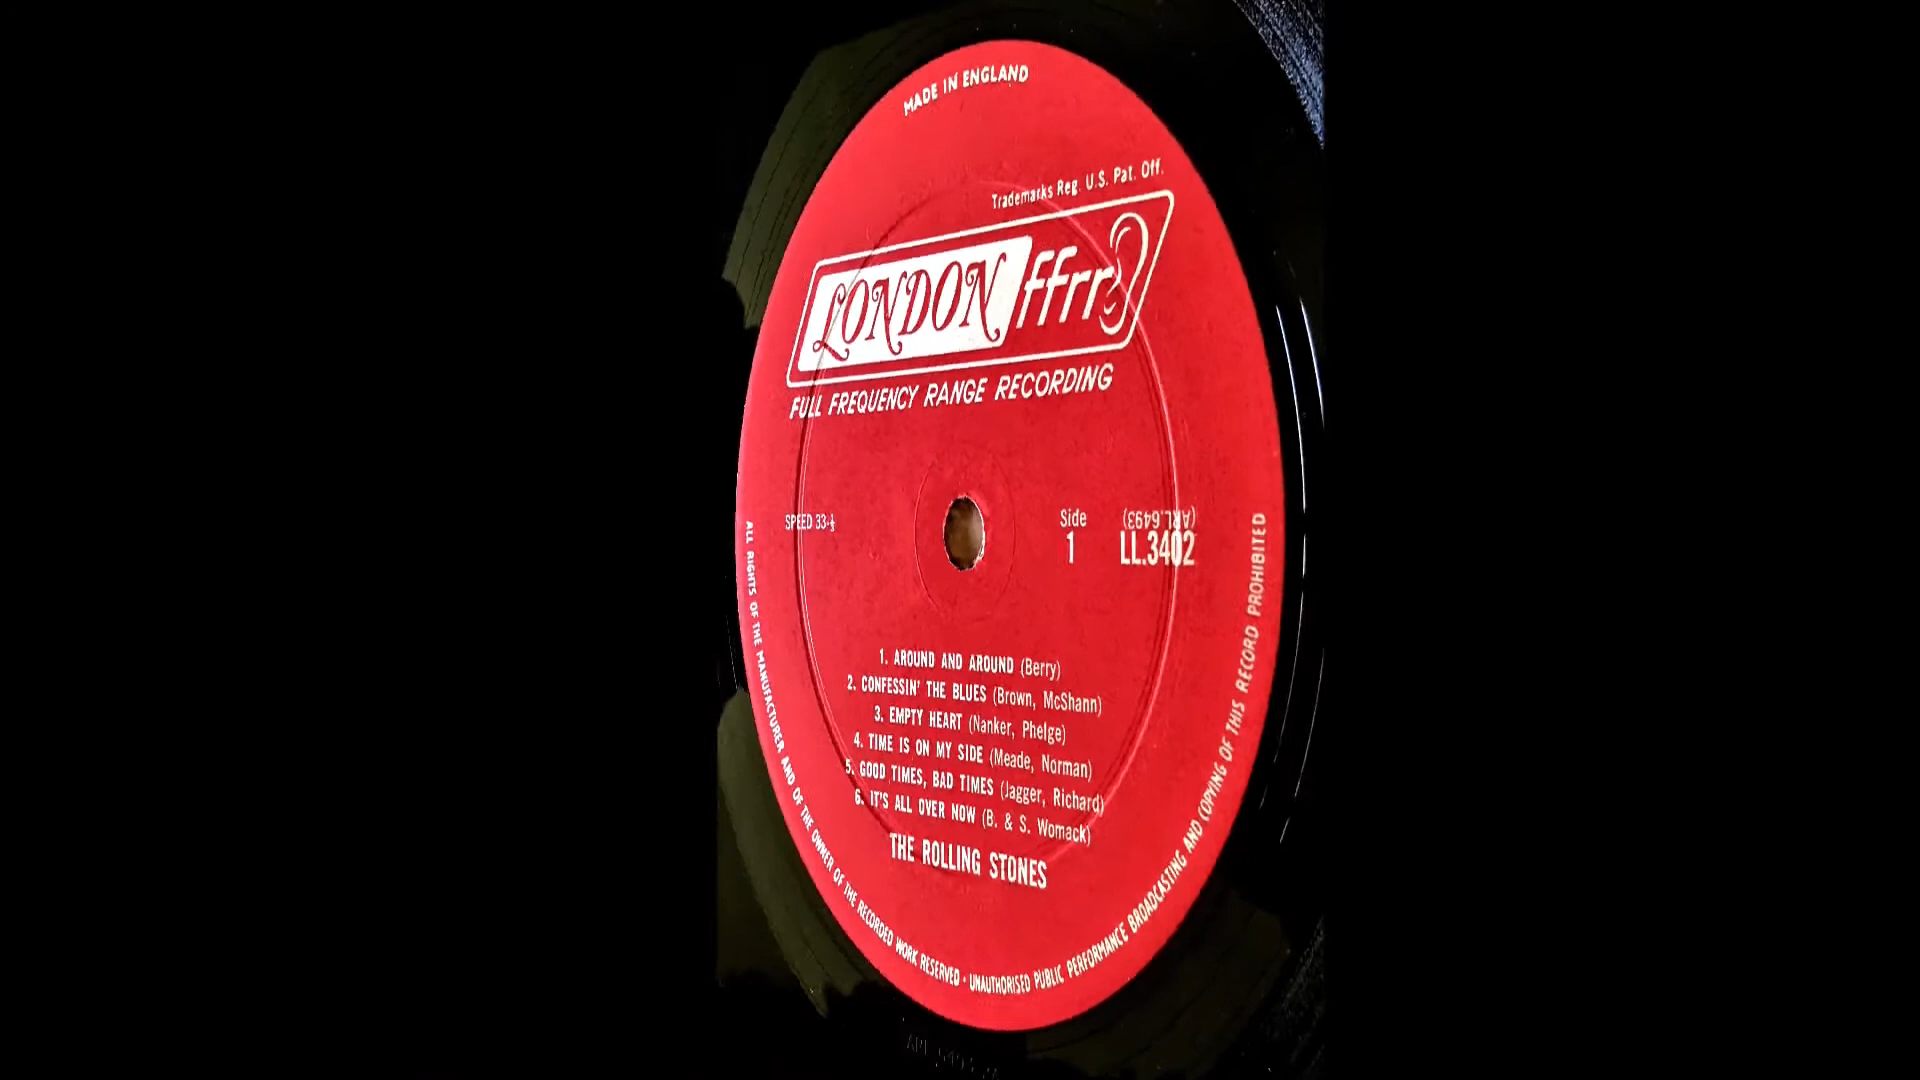 MADE IN ENGLAND
Trademarks Reg. U.S. Pat. Off.
LONDON ffrr
FULL FREQUENCY RANGE RECORDING
SPEED 33-⅓
Side
1
(ARL.6493)
LL.3402
1. AROUND AND AROUND (Berry)
2. CONFESSIN' THE BLUES (Brown, McShann)
3. EMPTY HEART (Nanker, Phelge)
4. TIME IS ON MY SIDE (Meade, Norman)
5. GOOD TIMES, BAD TIMES (Jagger, Richard)
6. IT'S ALL OVER NOW (B. & S. Womack)
THE ROLLING STONES
ALL RIGHTS OF THE MANUFACTURER AND OF THE OWNER OF THE RECORDED WORK RESERVED · UNAUTHORISED PUBLIC PERFORMANCE BROADCASTING AND COPYING OF THIS RECORD PROHIBITED